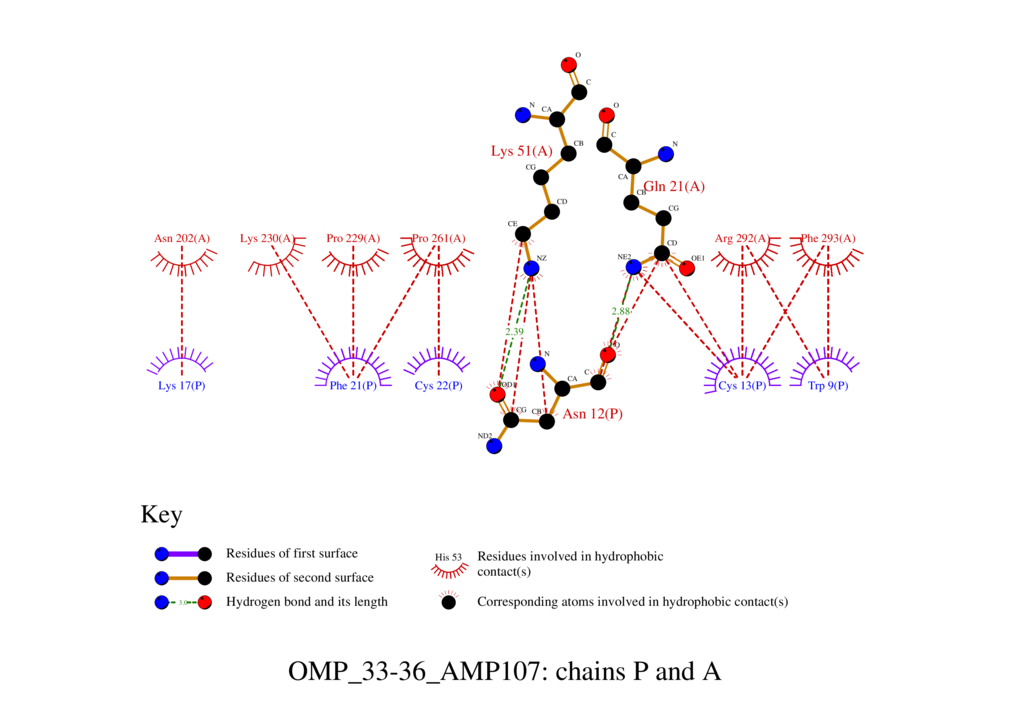 O
C
N
CA
O
CB
C
N
Lys 51(A)
CG
CA
Gln 21(A)
CB
CD
CG
CE
Asn 202(A) Lys 230(A) Pro 229(A) Pro 261(A)
Arg 292(A) Phe 293(A)
CD
NZ
NE2
OE1
2.88
2.39
O
N
C
CA
Lys 17(P) Phe 21(P) Cys 22(P)
OD1
Cys 13(P) Trp 9(P)
CG CB
Asn 12(P)
ND2
Key
Residues of first surface
Residues of second surface
3.0
Hydrogen bond and its length
His 53
Residues involved in hydrophobic
contact(s)
Corresponding atoms involved in hydrophobic contact(s)
OMP_33-36_AMP107: chains P and A